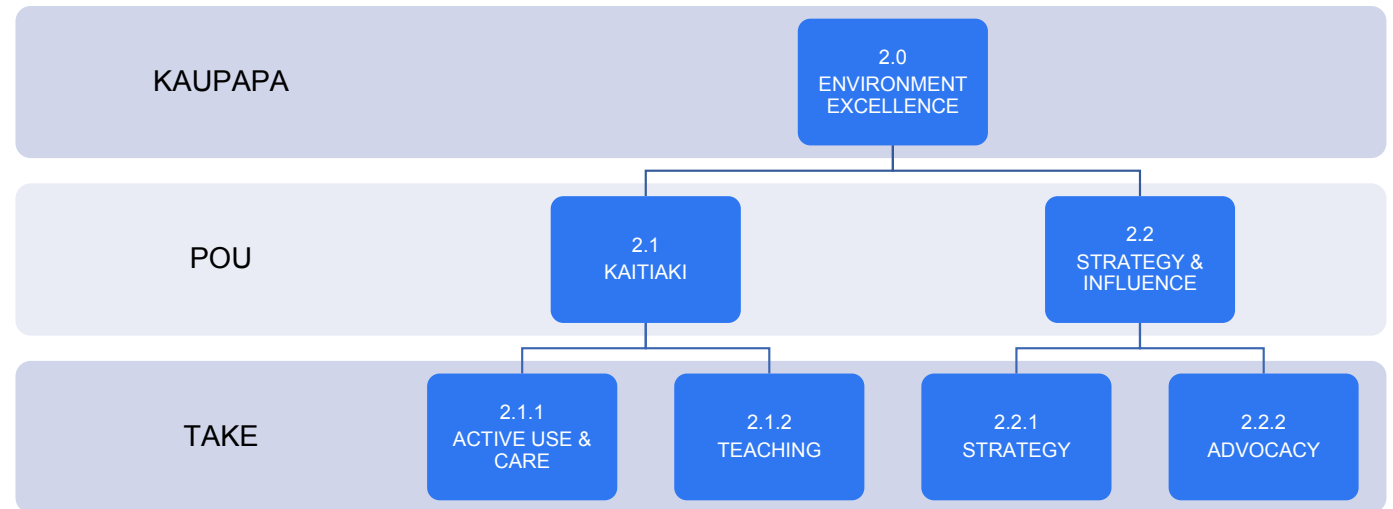 KAUPAPA
2.0
ENVIRONMENT
EXCELLENCE
POU
2.1
KAITIAKI
2.2
STRATEGY &
INFLUENCE
TAKE
2.1.1
ACTIVE USE &
CARE
2.1.2
TEACHING
2.2.1
STRATEGY
2.2.2
ADVOCACY